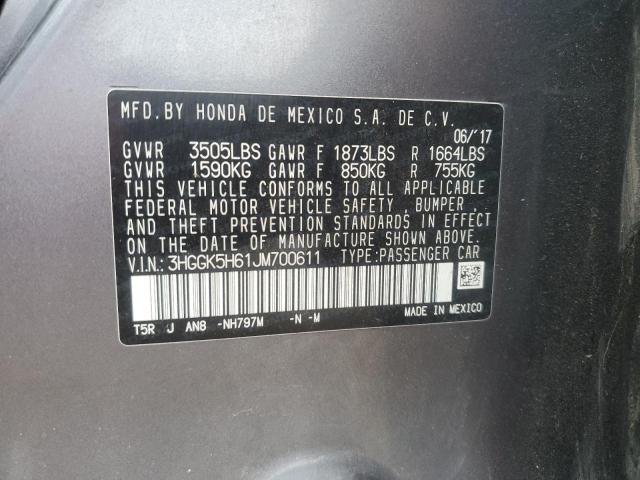 MFD. BY HONDA DE MEXICO S.A. DE C.V.
06/'17
GVWR 3505LBS GAWR F 1873LBS R 1664LBS
GVWR 1590KG GAWR F 850KG R 755KG
THIS VEHICLE CONFORMS TO ALL APPLICABLE
FEDERAL MOTOR VEHICLE SAFETY, BUMPER,
AND THEFT PREVENTION STANDARDS IN EFFECT
ON THE DATE OF MANUFACTURE SHOWN ABOVE.
V.I.N.: 3HGGK5H61JM700611 TYPE:PASSENGER CAR
T5R J AN8 -NH797M -N -M MADE IN MEXICO